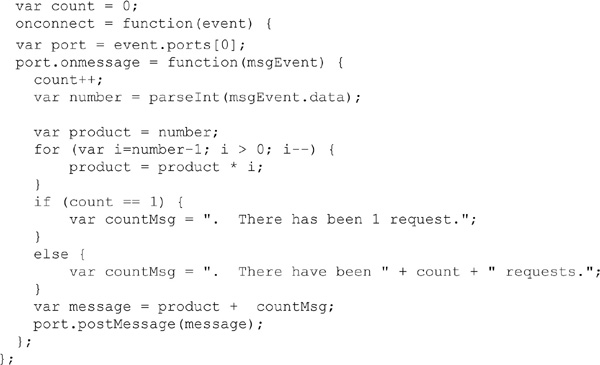 var count = 0;
onconnect = function(event) {
var port = event.ports[0];
port.onmessage = function(msgEvent) {
count++;
var number = parseInt(msgEvent.data);
var product = number;
for (var i=number-1; i > 0; i--) {
product = product * i;
}
if (count == 1) {
var countMsg = ".  There has been 1 request.";
}
else {
var countMsg = ".  There have been " + count + " requests.";
}
var message = product +  countMsg;
port.postMessage(message);
};
};